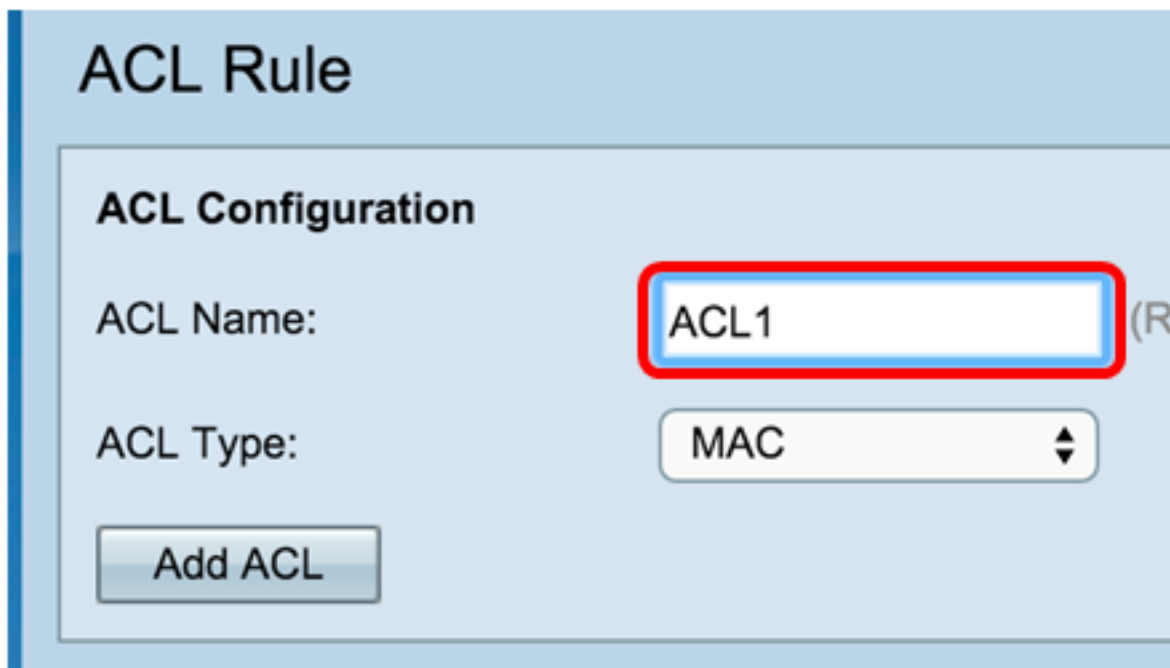 ACL Rule
ACL Configuration
ACL Name: ACL1 (R
ACL Type: MAC
Add ACL